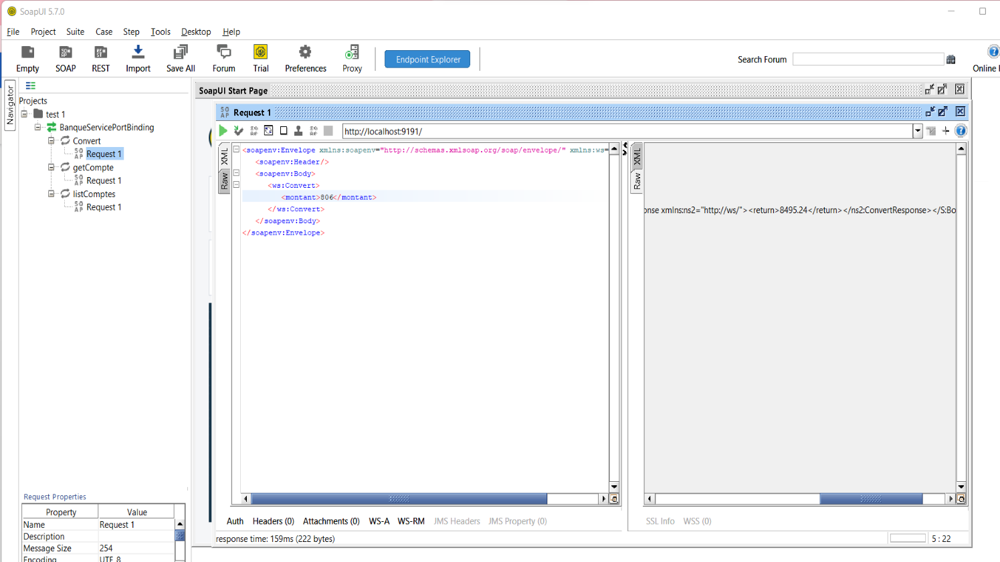 SoapUI 5.7.0
File Project Suite Case Step Tools Desktop Help
Empty SOAP REST Import Save All Forum Trial Preferences Proxy Endpoint Explorer Search Forum Online
Navigator
Projects
test 1
BanqueServicePortBinding
Convert
Request 1
getCompte
Request 1
listComptes
Request 1
Request Properties
Property Value
Name Request 1
Description
Message Size 254
Encoding UTF 8
SoapUI Start Page
Request 1
http://localhost:9191/
XML
Raw
<soapenv:Envelope xmlns:soapenv="http://schemas.xmlsoap.org/soap/envelope/" xmlns:ws=
<soapenv:Header/>
<soapenv:Body>
<ws:Convert>
<montant>806</montant>
</ws:Convert>
</soapenv:Body>
</soapenv:Envelope>
XML
Raw
onse xmlns:ns2="http://ws/"><return>8495.24</return></ns2:ConvertResponse></S:Bo
Auth Headers (0) Attachments (0) WS-A WS-RM JMS Headers JMS Property (0)
SSL Info WSS (0)
response time: 159ms (222 bytes)
5 : 22